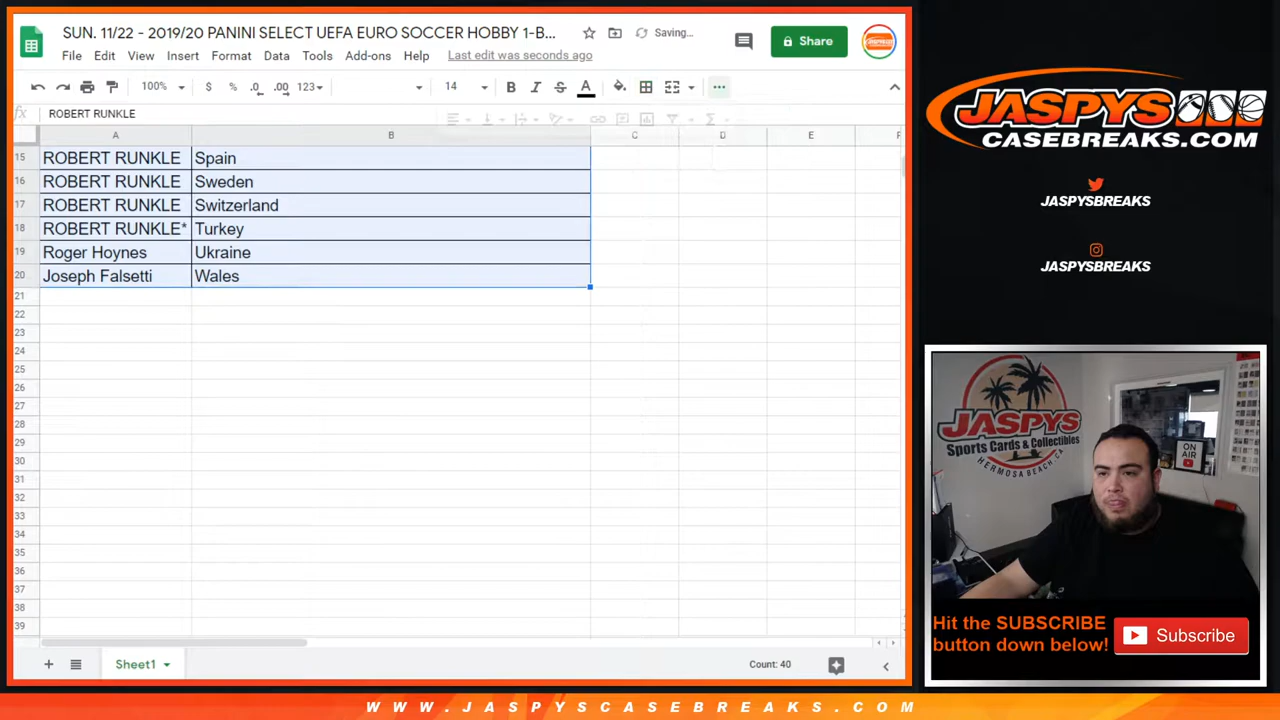 SUN. 11/22 - 2019/20 PANINI SELECT UEFA EURO SOCCER HOBBY 1-B...
Saving...
Share
File Edit View Insert Format Data Tools Add-ons Help Last edit was seconds ago
100% $ % .0 .00 123 14 B I S A
fx ROBERT RUNKLE
A B C D E F
15 ROBERT RUNKLE Spain
16 ROBERT RUNKLE Sweden
17 ROBERT RUNKLE Switzerland
18 ROBERT RUNKLE* Turkey
19 Roger Hoynes Ukraine
20 Joseph Falsetti Wales
21
22
23
24
25
26
27
28
29
30
31
32
33
34
35
36
37
38
39
Sheet1
Count: 40
JASPYS
CASEBREAKS.COM
JASPYSBREAKS
JASPYSBREAKS
JASPYS
Sports Cards & Collectibles
HERMOSA BEACH, CA
ON AIR
Hit the SUBSCRIBE
button down below!
Subscribe
WWW.JASPYSCASEBREAKS.COM